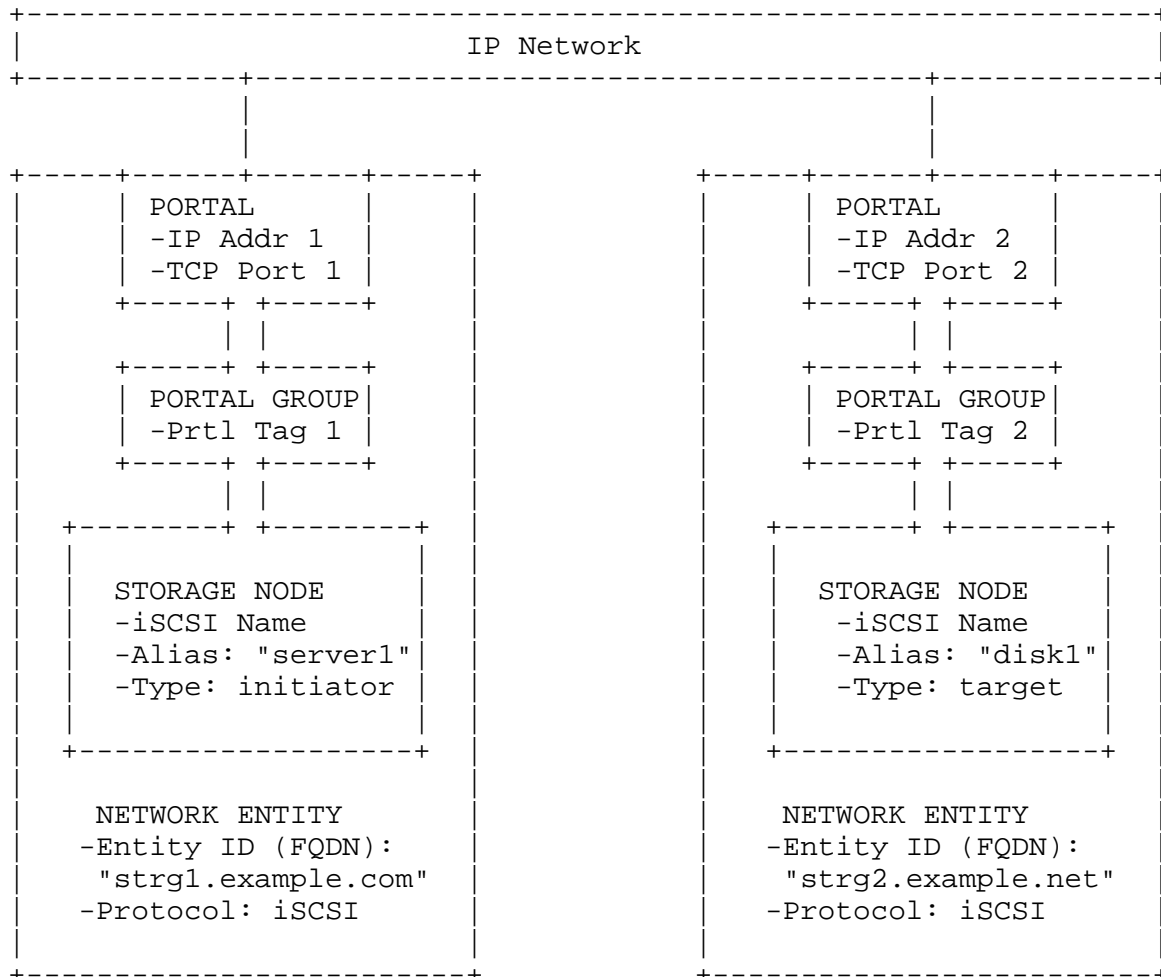 IP Network
PORTAL
-IP Addr 1
-TCP Port 1
PORTAL GROUP
-Prtl Tag 1
STORAGE NODE
-iSCSI Name
-Alias: "server1"
-Type: initiator
NETWORK ENTITY
-Entity ID (FQDN):
"strg1.example.com"
-Protocol: iSCSI
PORTAL
-IP Addr 2
-TCP Port 2
PORTAL GROUP
-Prtl Tag 2
STORAGE NODE
-iSCSI Name
-Alias: "disk1"
-Type: target
NETWORK ENTITY
-Entity ID (FQDN):
"strg2.example.net"
-Protocol: iSCSI